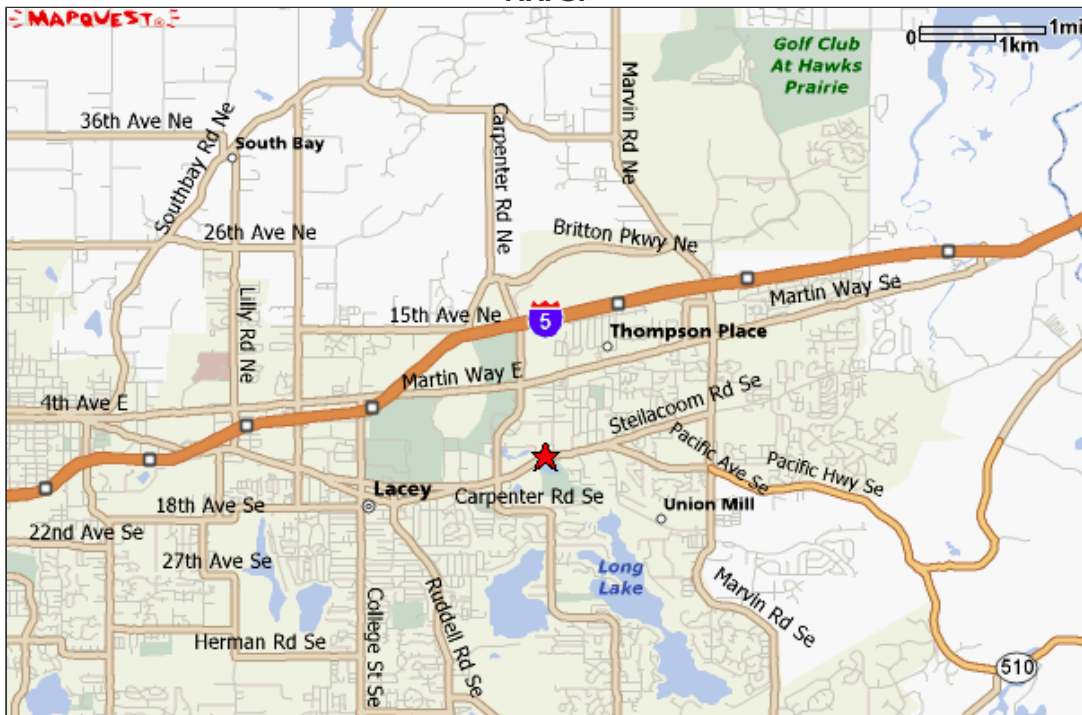 MAPQUEST
0
1mi
1km
Golf Club
At Hawks
Prairie
36th Ave Ne
South Bay
Southbay Rd Ne
Carpenter Rd Ne
Marvin Rd Ne
26th Ave Ne
Britton Pkwy Ne
Lilly Rd Ne
15th Ave Ne
5
Martin Way Se
Thompson Place
Martin Way E
4th Ave E
Steilacoom Rd Se
Pacific Ave Se
Pacific Hwy Se
Lacey
Carpenter Rd Se
18th Ave Se
Union Mill
22nd Ave Se
27th Ave Se
Long
Lake
College St Se
Ruddell Rd Se
Marvin Rd Se
Herman Rd Se
510